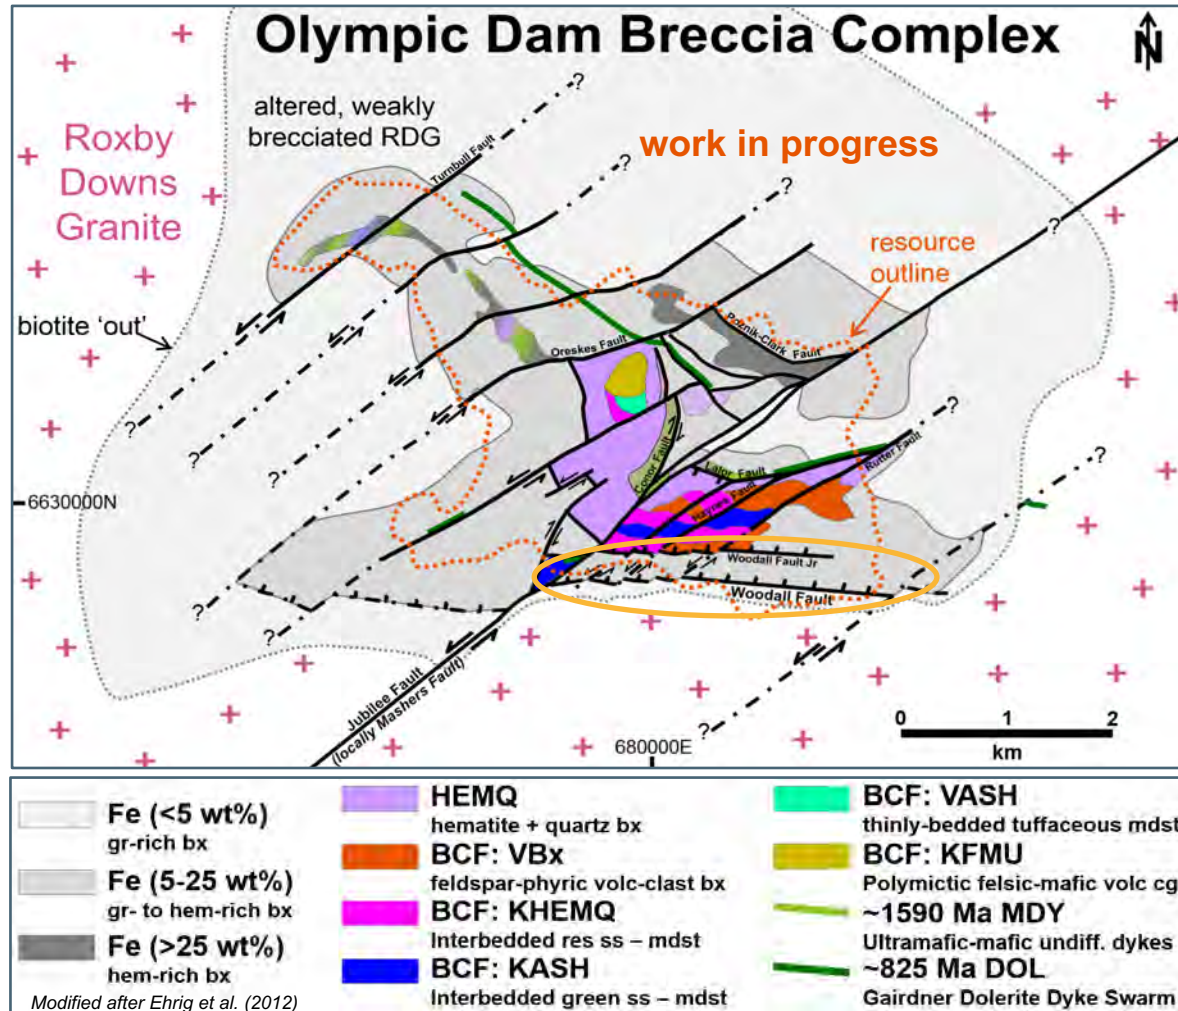 Olympic Dam Breccia Complex
N
altered, weakly
brecciated RDG
work in progress
Roxby
Downs
Granite
Turnbull Fault
?
?
?
?
resource
outline
biotite ‘out’
Oreskes Fault
Poznik-Clark Fault
?
?
?
?
Conor Fault
Lalor Fault
Rutter Fault
Haynes Fault
?
?
6630000N
Woodall Fault Jr
Woodall Fault
?
?
Jubilee Fault
(locally Mashers Fault)
?
680000E
0 1 2
km
Fe (<5 wt%)
gr-rich bx
Fe (5-25 wt%)
gr- to hem-rich bx
Fe (>25 wt%)
hem-rich bx
Modified after Ehrig et al. (2012)
HEMQ
hematite + quartz bx
BCF: VBx
feldspar-phyric volc-clast bx
BCF: KHEMQ
Interbedded res ss – mdst
BCF: KASH
Interbedded green ss – mdst
BCF: VASH
thinly-bedded tuffaceous mdst
BCF: KFMU
Polymictic felsic-mafic volc cg
~1590 Ma MDY
Ultramafic-mafic undiff. dykes
~825 Ma DOL
Gairdner Dolerite Dyke Swarm